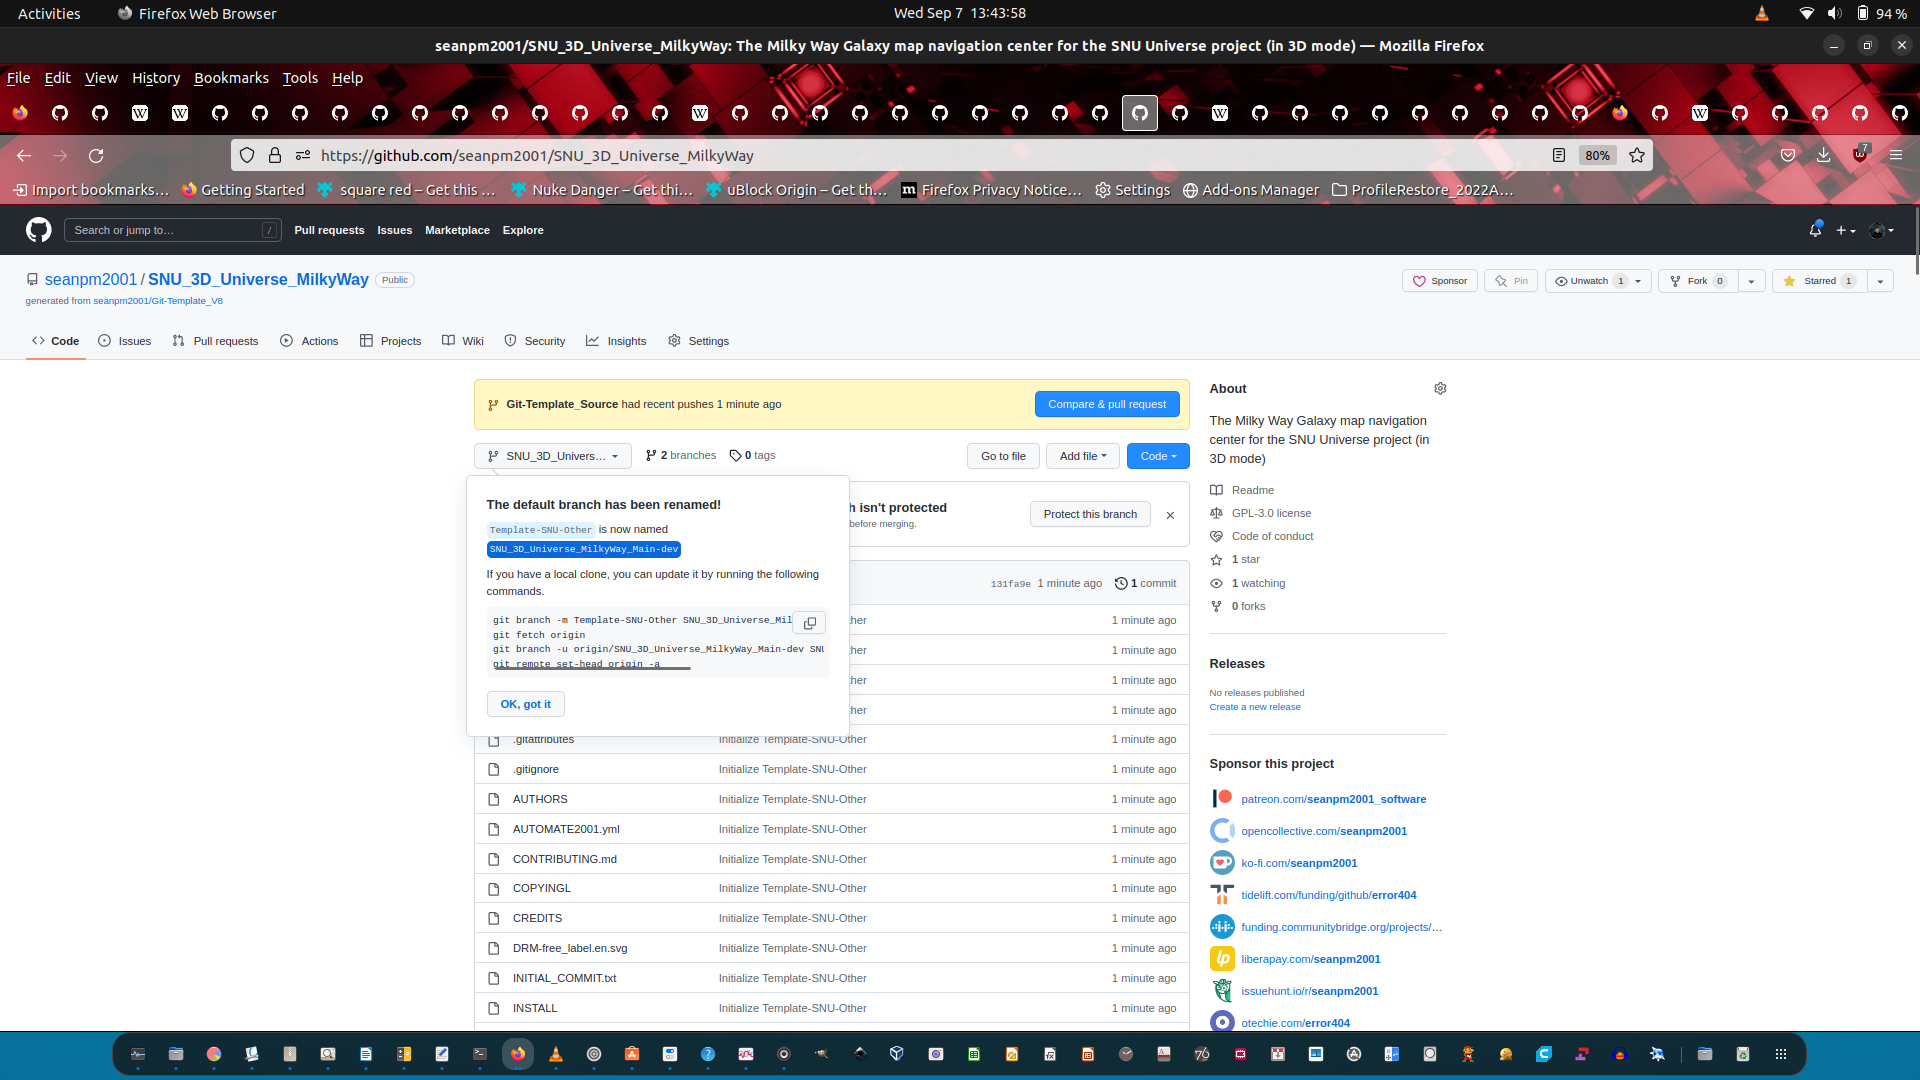 Activities
Firefox Web Browser
Wed Sep 7 13:43:58
94 %
seanpm2001/SNU_3D_Universe_MilkyWay: The Milky Way Galaxy map navigation center for the SNU Universe project (in 3D mode) — Mozilla Firefox
File Edit View History Bookmarks Tools Help
https://github.com/seanpm2001/SNU_3D_Universe_MilkyWay
80%
7
Import bookmarks… Getting Started square red – Get this … Nuke Danger – Get thi… uBlock Origin – Get th… Firefox Privacy Notice… Settings Add-ons Manager ProfileRestore_2022A…
Search or jump to… /
Pull requests Issues Marketplace Explore
seanpm2001 / SNU_3D_Universe_MilkyWay Public
generated from seanpm2001/Git-Template_V8
Sponsor Pin Unwatch 1 Fork 0 Starred 1
Code Issues Pull requests Actions Projects Wiki Security Insights Settings
Git-Template_Source had recent pushes 1 minute ago
Compare & pull request
SNU_3D_Univers… 2 branches 0 tags
Go to file Add file Code
The default branch has been renamed!
Template-SNU-Other is now named
SNU_3D_Universe_MilkyWay_Main-dev
If you have a local clone, you can update it by running the following
commands.
git branch -m Template-SNU-Other SNU_3D_Universe_Mil
git fetch origin
git branch -u origin/SNU_3D_Universe_MilkyWay_Main-dev SNU
git remote set-head origin -a
OK, got it
h isn't protected
before merging.
Protect this branch
131fa9e 1 minute ago 1 commit
ther 1 minute ago
ther 1 minute ago
ther 1 minute ago
ther 1 minute ago
.gitattributes Initialize Template-SNU-Other 1 minute ago
.gitignore Initialize Template-SNU-Other 1 minute ago
AUTHORS Initialize Template-SNU-Other 1 minute ago
AUTOMATE2001.yml Initialize Template-SNU-Other 1 minute ago
CONTRIBUTING.md Initialize Template-SNU-Other 1 minute ago
COPYINGL Initialize Template-SNU-Other 1 minute ago
CREDITS Initialize Template-SNU-Other 1 minute ago
DRM-free_label.en.svg Initialize Template-SNU-Other 1 minute ago
INITIAL_COMMIT.txt Initialize Template-SNU-Other 1 minute ago
INSTALL Initialize Template-SNU-Other 1 minute ago
About
The Milky Way Galaxy map navigation
center for the SNU Universe project (in
3D mode)
Readme
GPL-3.0 license
Code of conduct
1 star
1 watching
0 forks
Releases
No releases published
Create a new release
Sponsor this project
patreon.com/seanpm2001_software
opencollective.com/seanpm2001
ko-fi.com/seanpm2001
tidelift.com/funding/github/error404
funding.communitybridge.org/projects/…
liberapay.com/seanpm2001
issuehunt.io/r/seanpm2001
otechie.com/error404